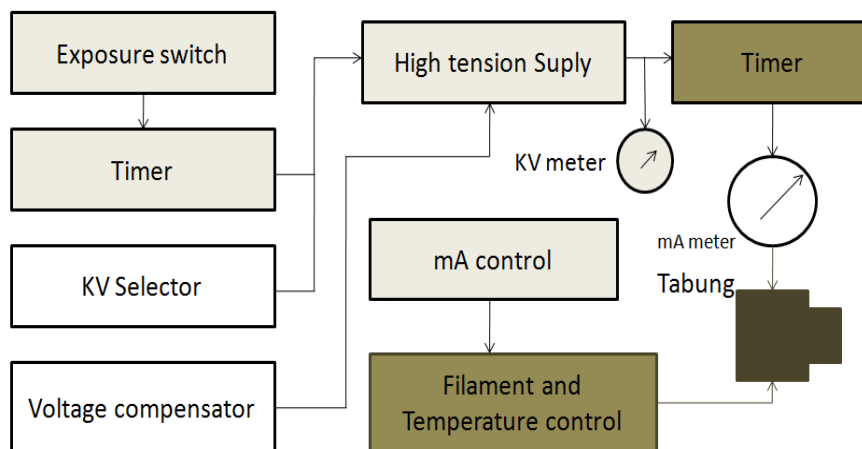 Exposure switch
High tension Suply
Timer
Timer
KV meter
mA meter
mA control
KV Selector
Tabung
Voltage compensator
Filament and
Temperature control